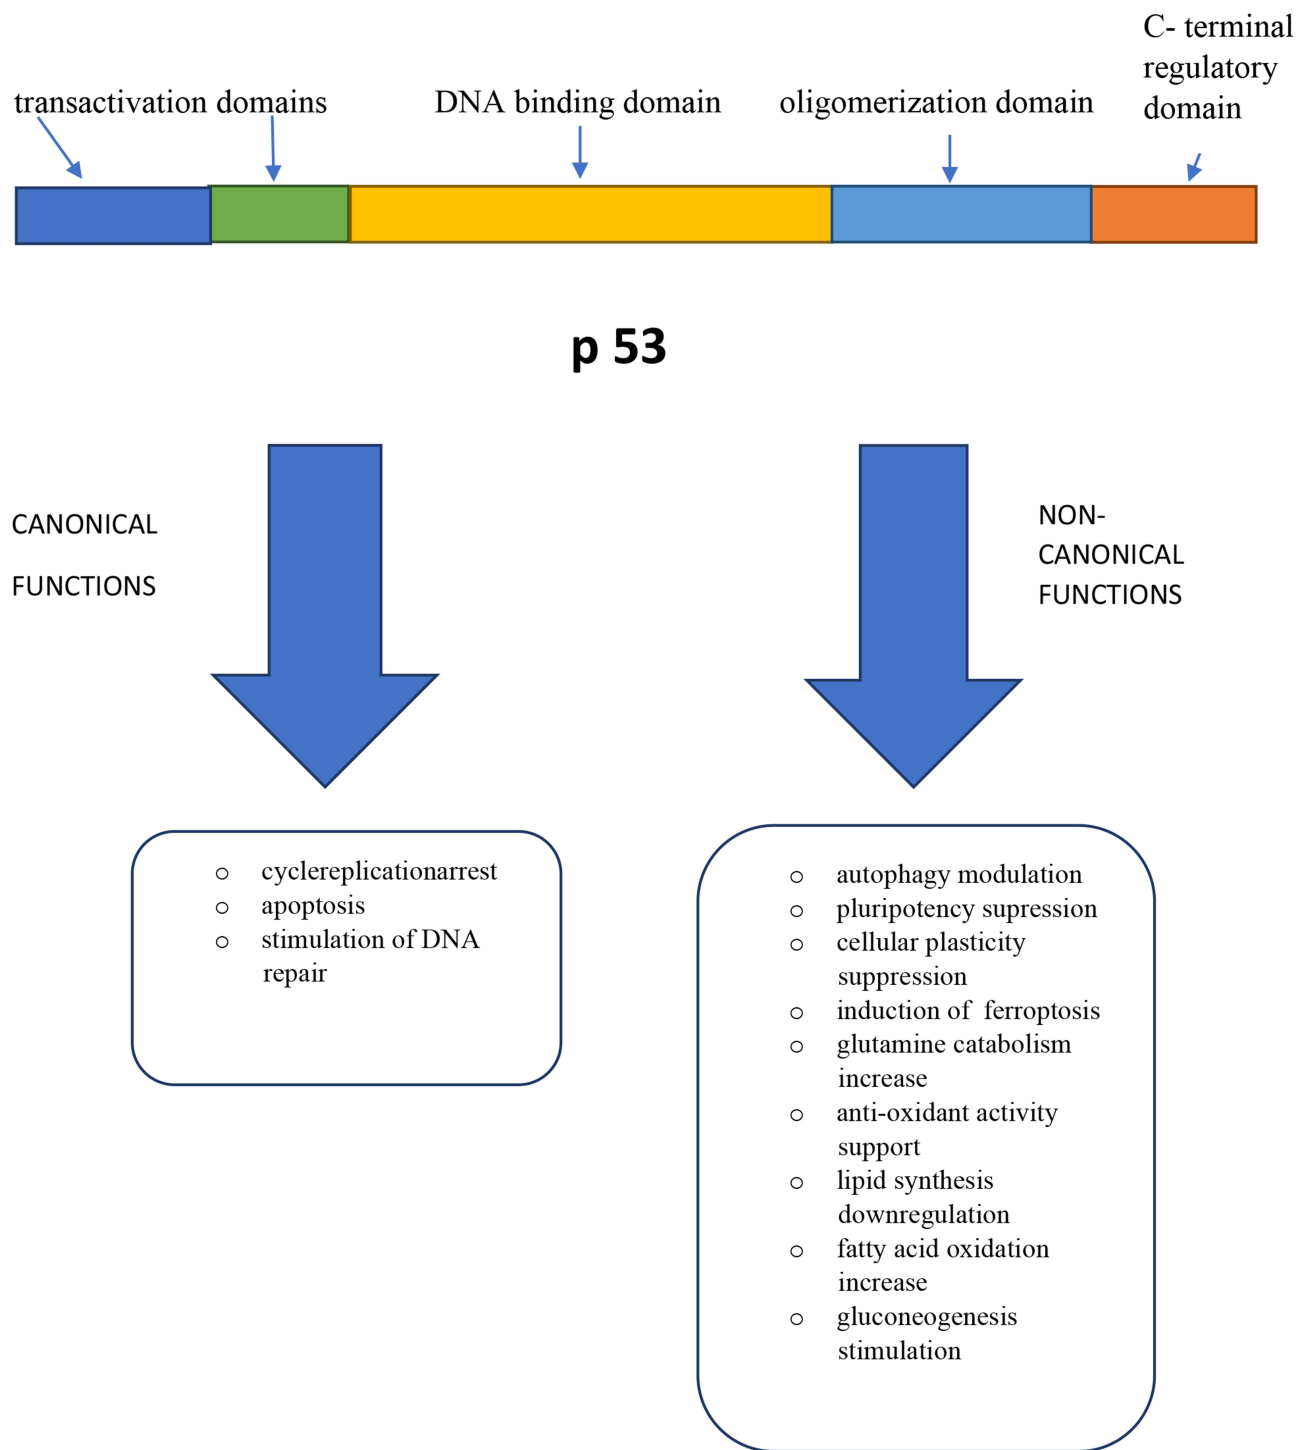 C- terminal
regulatory
domain
transactivation domains
DNA binding domain
oligomerization domain
p 53
CANONICAL
FUNCTIONS
NON-
CANONICAL
FUNCTIONS
o cyclereplicationarrest
o apoptosis
o stimulation of DNA
repair
o autophagy modulation
o pluripotency supression
o cellular plasticity
suppression
o induction of ferroptosis
o glutamine catabolism
increase
o anti-oxidant activity
support
o lipid synthesis
downregulation
o fatty acid oxidation
increase
o gluconeogenesis
stimulation